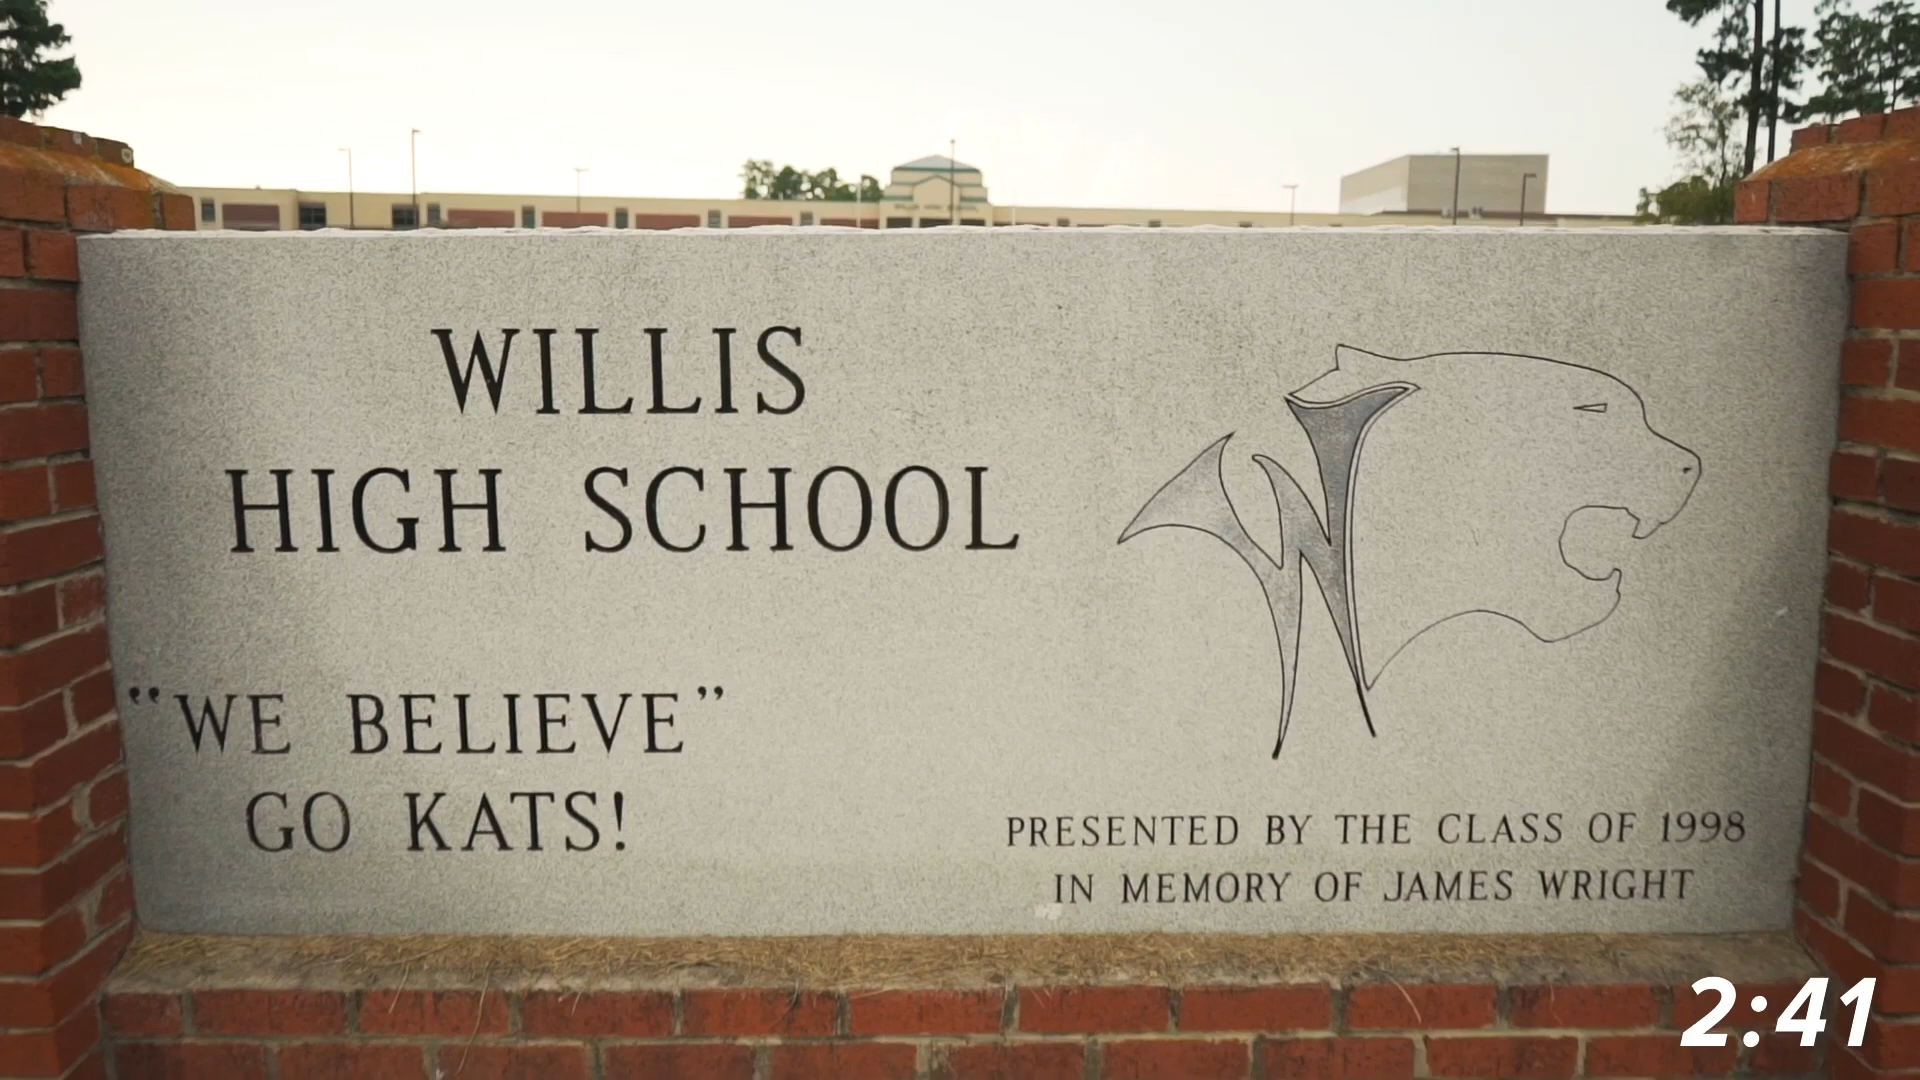 WILLIS
HIGH SCHOOL
"WE BELIEVE"
GO KATS!
W
PRESENTED BY THE CLASS OF 1998
IN MEMORY OF JAMES WRIGHT
2:41